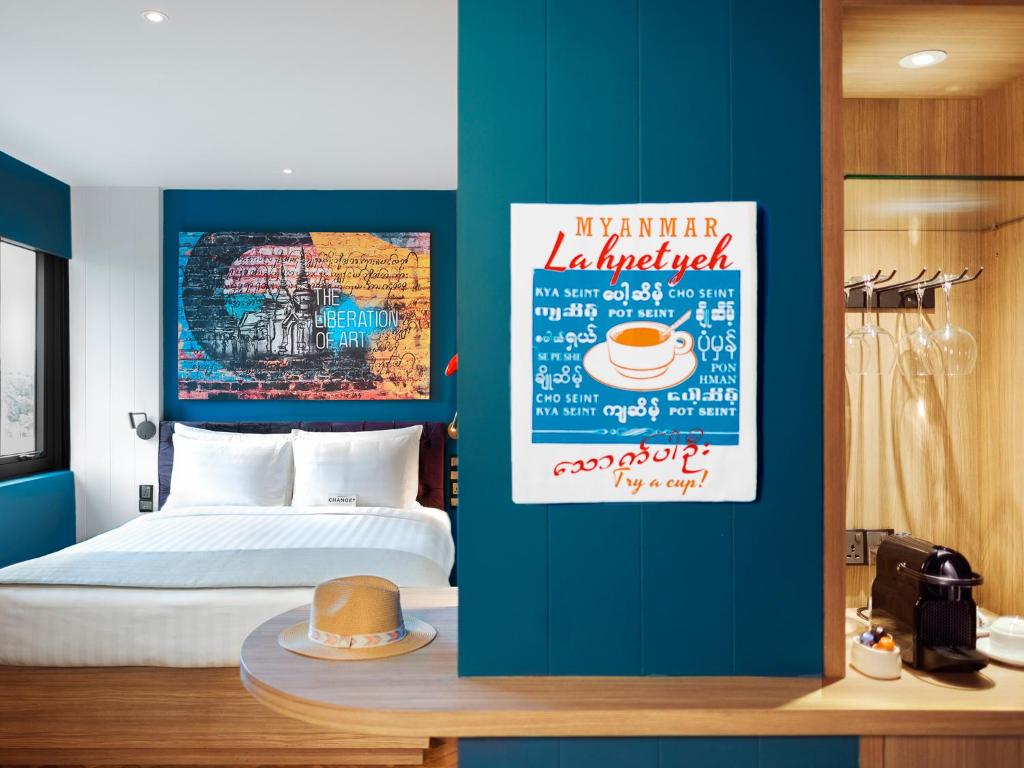 THE
LIBERATION
OF ART
CHANGE?
MYANMAR
Lahpetyeh
KYA SEINT ပေါ့ဆိမ့် CHO SEINT
ကျဆိမ့် POT SEINT ချိုဆိမ့်
စပါယ်ရှယ် ပုံမှန်
SE PE SHE PON
HMAN
ချိုဆိမ့် ပေါ့ဆိမ့်
CHO SEINT
KYA SEINT ကျဆိမ့် POT SEINT
သောက်ပါဦး
Try a cup!